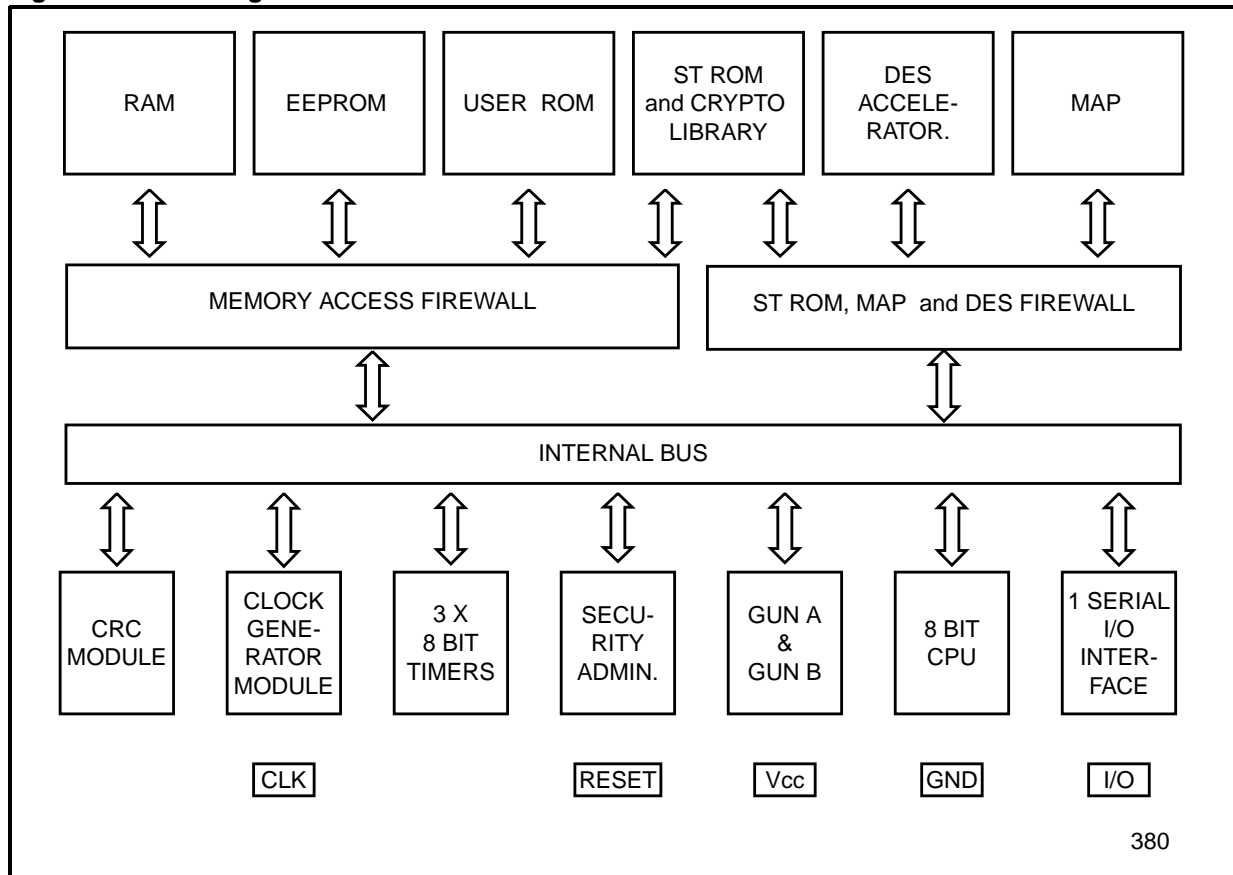 RAM
EEPROM
USER ROM
ST ROM
and CRYPTO
LIBRARY
DES
ACCELE-
RATOR.
MAP
MEMORY ACCESS FIREWALL
ST ROM, MAP and DES FIREWALL
INTERNAL BUS
CRC
MODULE
CLOCK
GENE-
RATOR
MODULE
3 X
8 BIT
TIMERS
SECU-
RITY
ADMIN.
GUN A
&
GUN B
8 BIT
CPU
1 SERIAL
I/O
INTER-
FACE
CLK
RESET
Vcc
GND
I/O
380